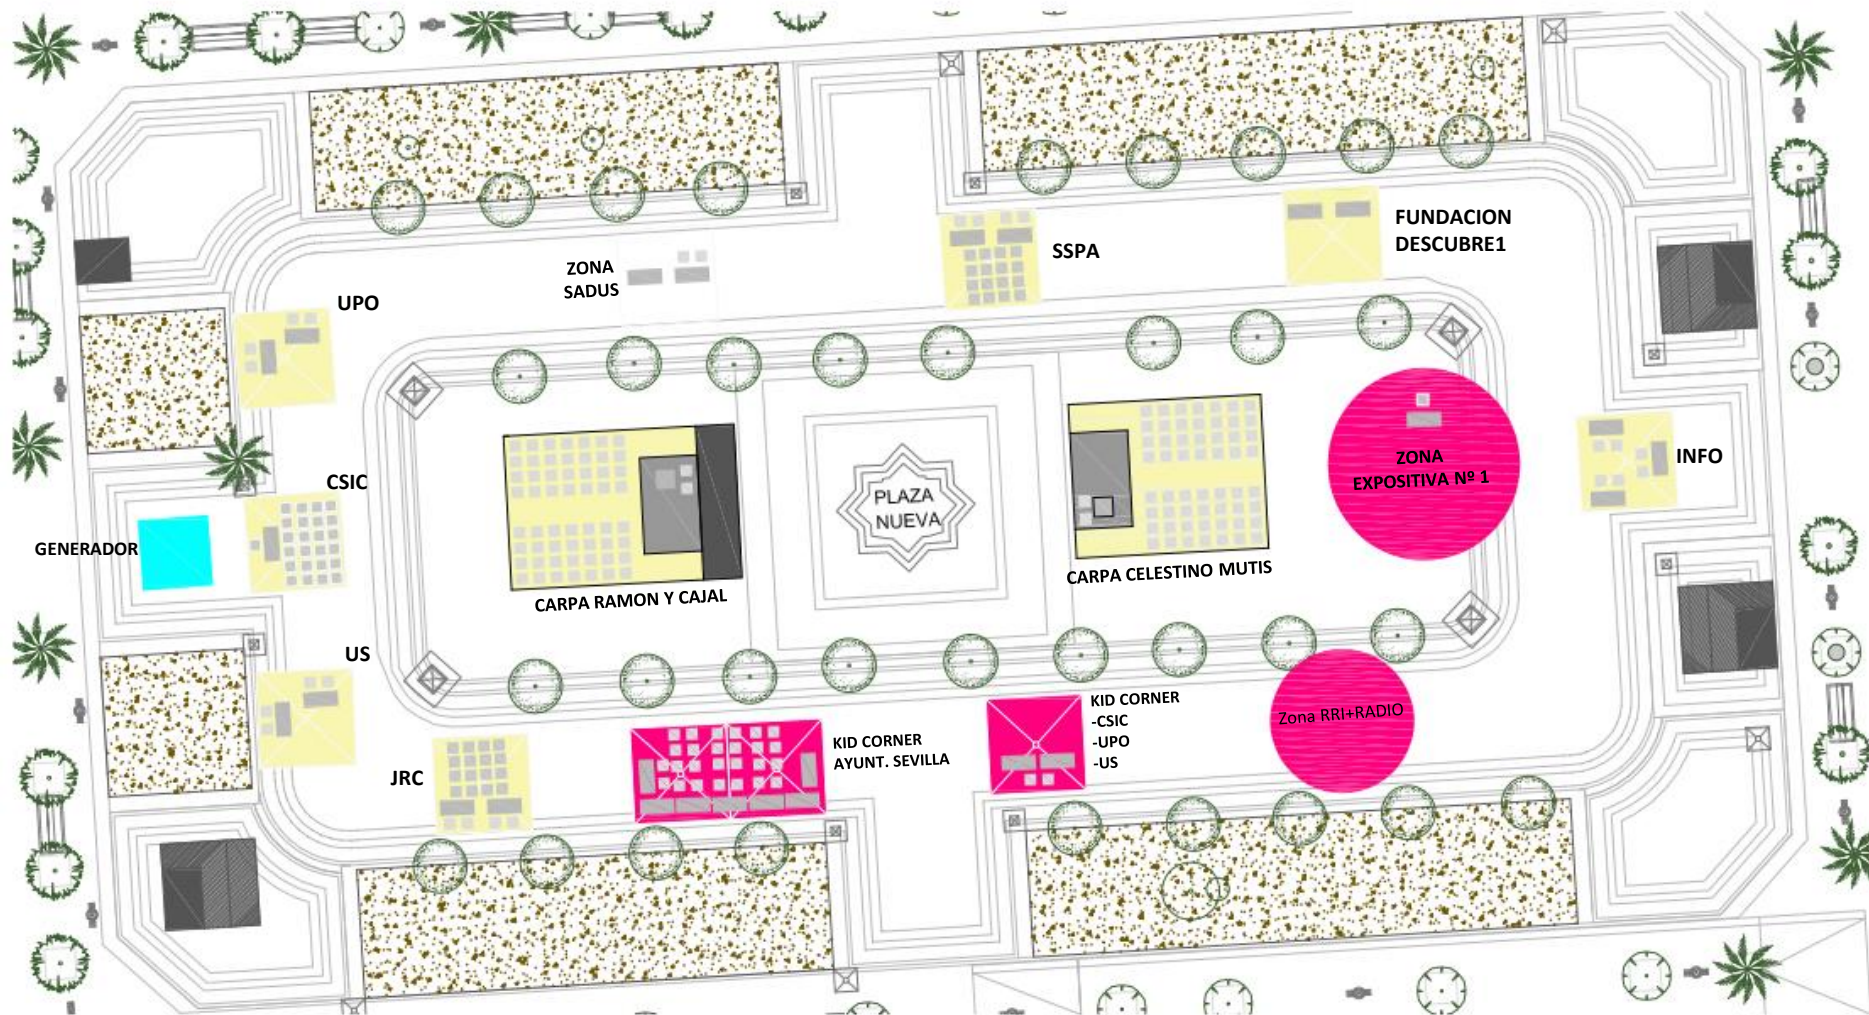 FUNDACION
DESCUBRE1
SSPA
ZONA
SADUS
UPO
ZONA
EXPOSITIVA Nº 1
INFO
CSIC
PLAZA
NUEVA
GENERADOR
CARPA CELESTINO MUTIS
CARPA RAMON Y CAJAL
US
KID CORNER
-CSIC
-UPO
-US
Zona RRI+RADIO
KID CORNER
AYUNT. SEVILLA
JRC